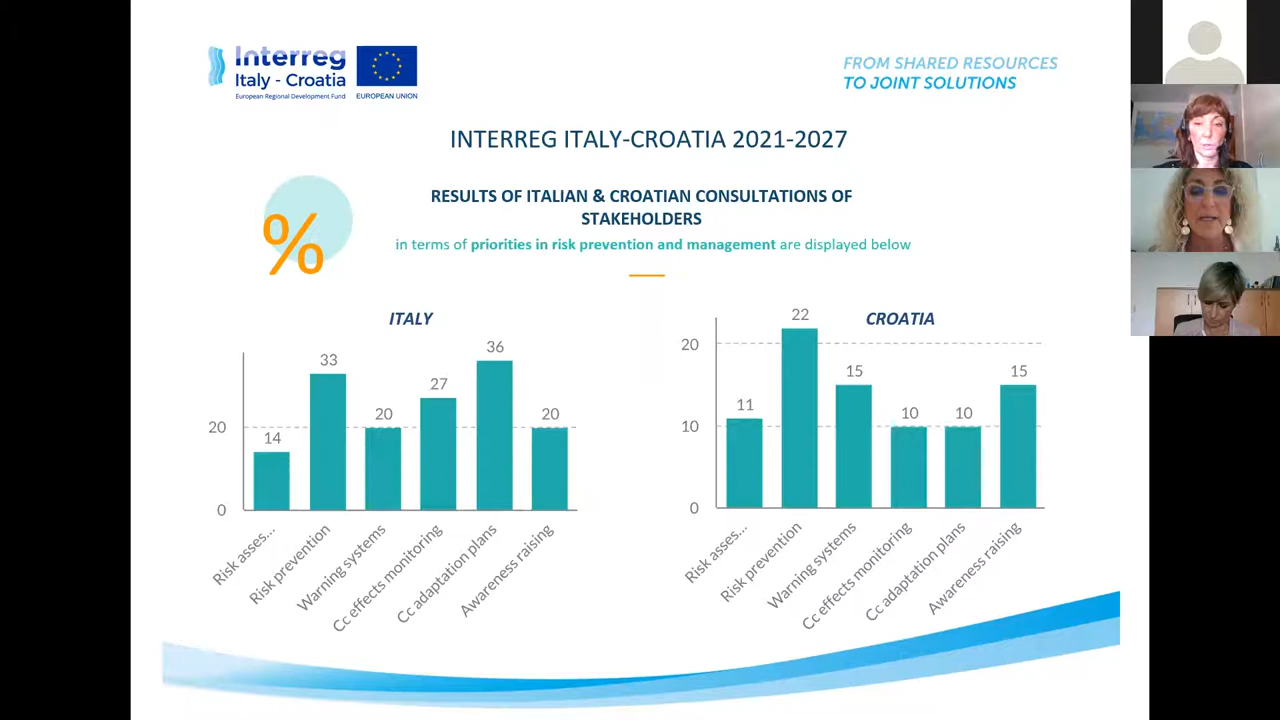 Interreg
Italy - Croatia
European Regional Development Fund
EUROPEAN UNION
FROM SHARED RESOURCES
TO JOINT SOLUTIONS
INTERREG ITALY-CROATIA 2021-2027
%
RESULTS OF ITALIAN & CROATIAN CONSULTATIONS OF
STAKEHOLDERS
in terms of priorities in risk prevention and management are displayed below
ITALY
20
0
14
33
20
27
36
20
Risk asses...
Risk prevention
Warning systems
Cc effects monitoring
Cc adaptation plans
Awareness raising
CROATIA
20
10
0
11
22
15
10
10
15
Risk asses...
Risk prevention
Warning systems
Cc effects monitoring
Cc adaptation plans
Awareness raising